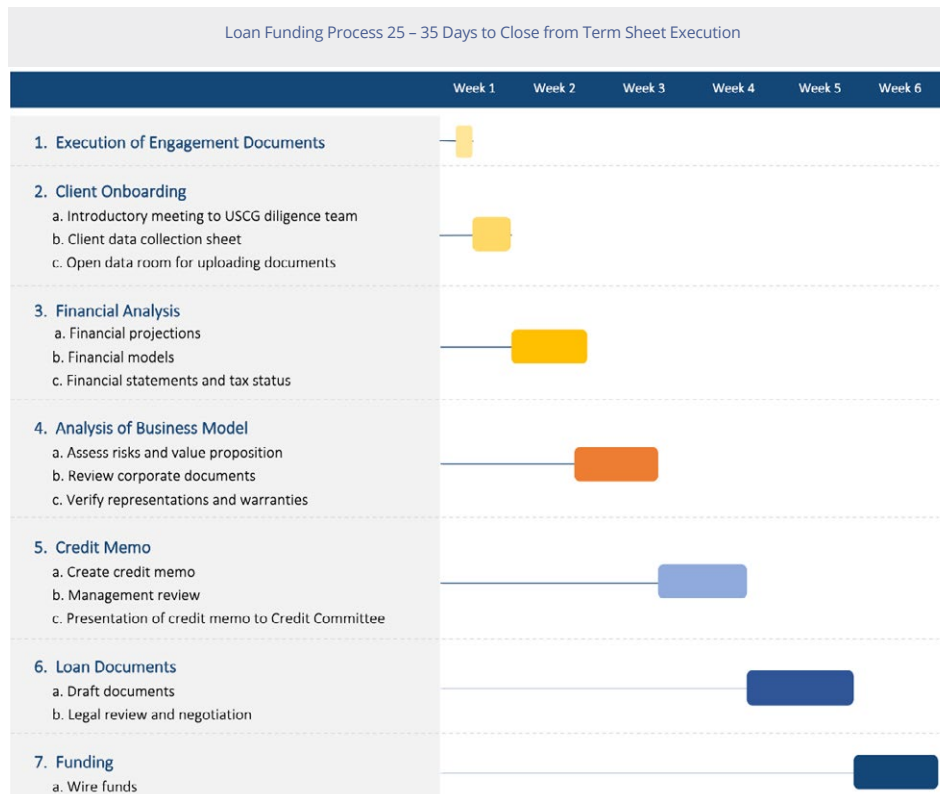 Loan Funding Process 25 – 35 Days to Close from Term Sheet Execution
Week 1 Week 2 Week 3 Week 4 Week 5 Week 6
1. Execution of Engagement Documents
2. Client Onboarding
a. Introductory meeting to USCG diligence team
b. Client data collection sheet
c. Open data room for uploading documents
3. Financial Analysis
a. Financial projections
b. Financial models
c. Financial statements and tax status
4. Analysis of Business Model
a. Assess risks and value proposition
b. Review corporate documents
c. Verify representations and warranties
5. Credit Memo
a. Create credit memo
b. Management review
c. Presentation of credit memo to Credit Committee
6. Loan Documents
a. Draft documents
b. Legal review and negotiation
7. Funding
a. Wire funds